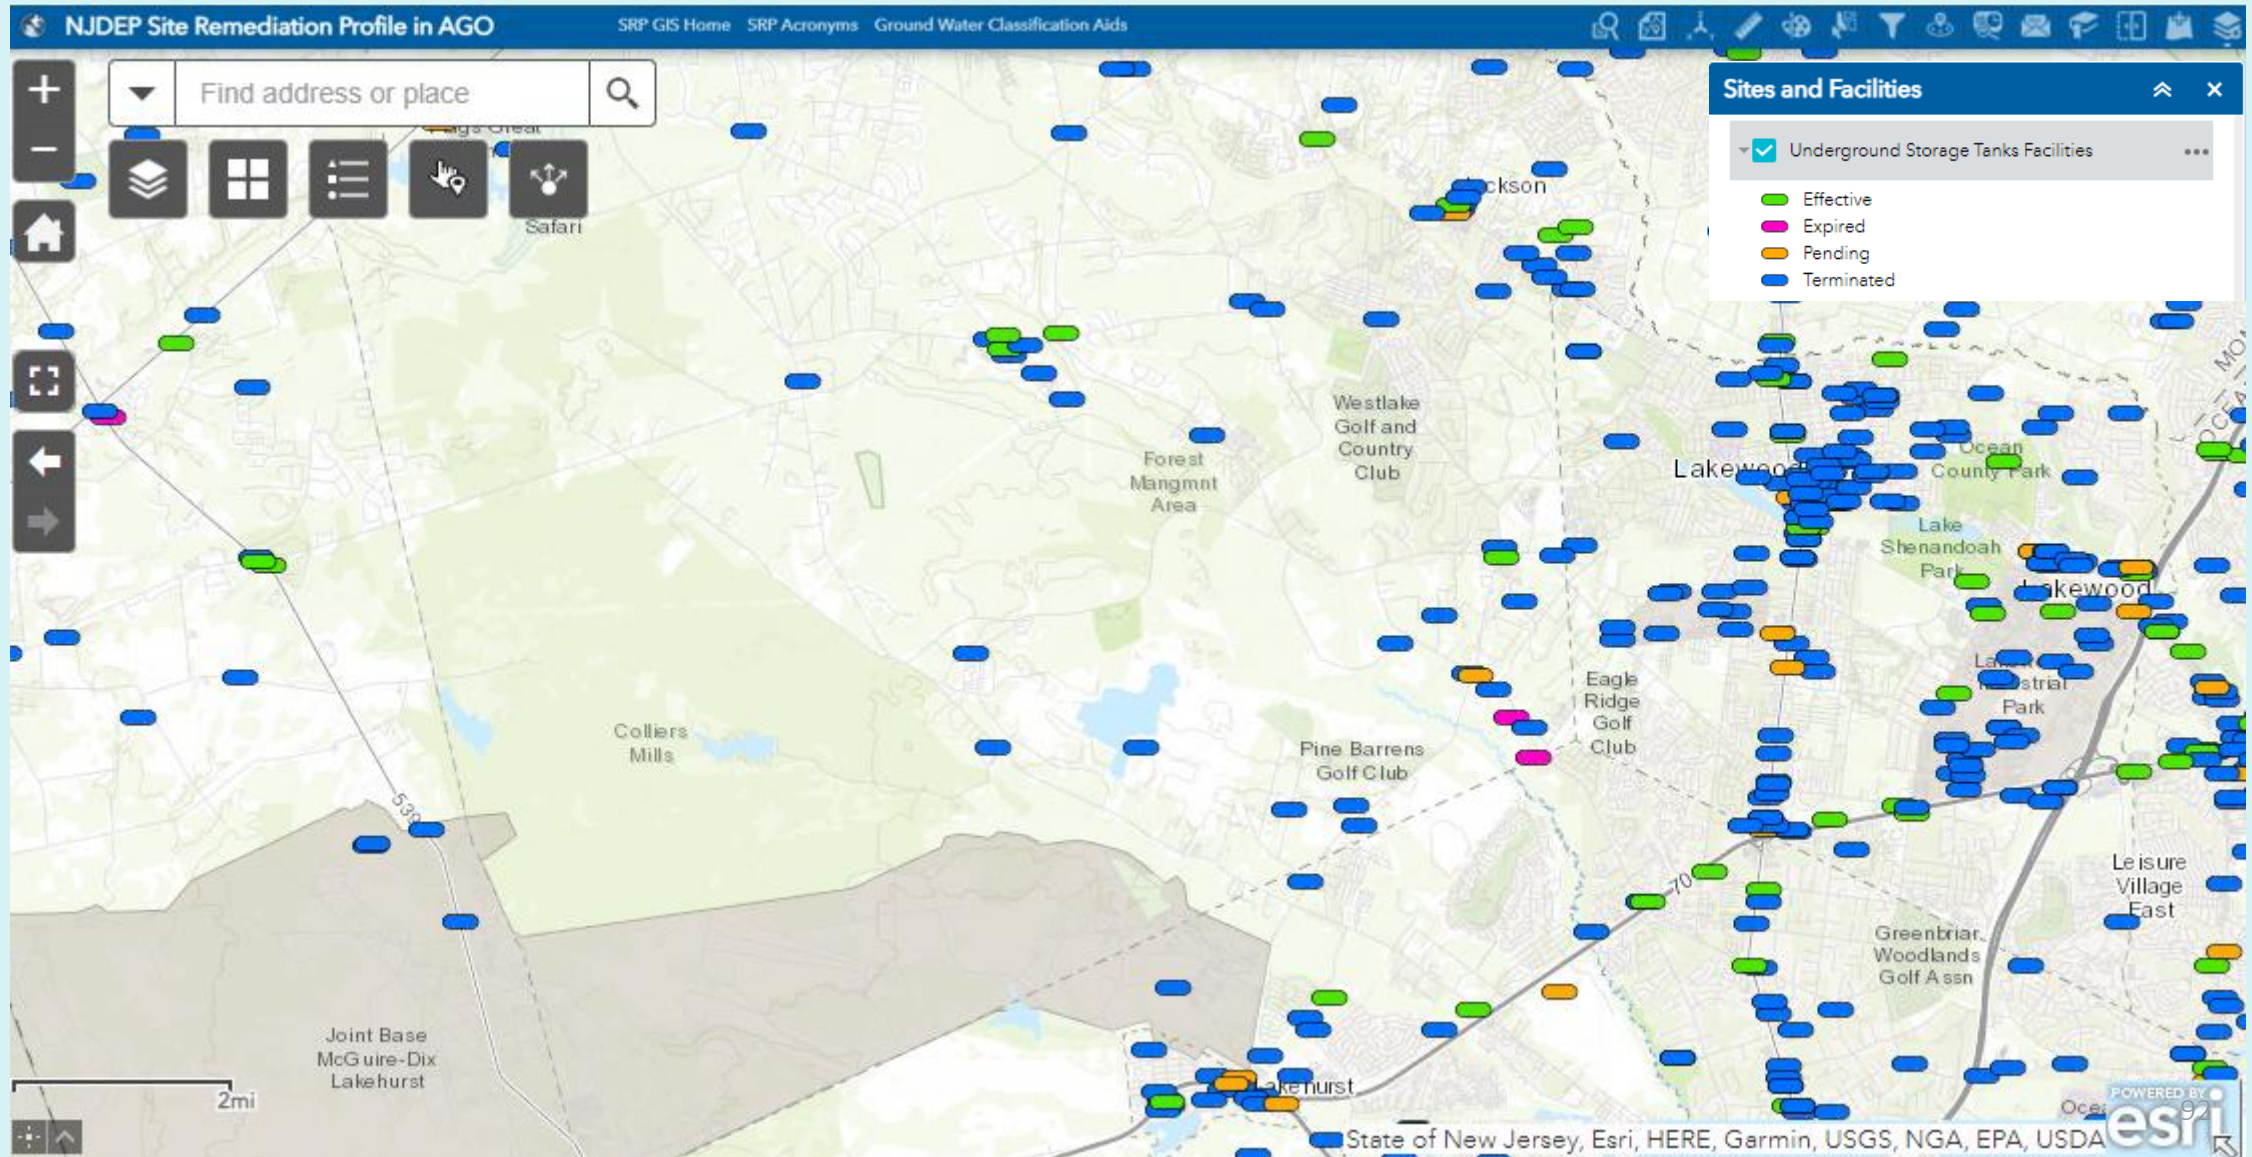 NJDEP Site Remediation Profile in AGO
SRP GIS Home SRP Acronyms Ground Water Classification Aids
Find address or place
Sites and Facilities
Underground Storage Tanks Facilities
Effective
Expired
Pending
Terminated
Safari
Westlake
Golf and
Country
Club
Forest
Mangmnt
Area
Ocean
County Park
Lake
Shenandoah
Park
Eagle
Ridge
Golf
Club
Park
Colliers
Mills
Pine Barrens
Golf Club
539
70
Leisure
Village
East
Greenbriar
Woodlands
Golf Assn
Joint Base
McGuire-Dix
Lakehurst
2mi
State of New Jersey, Esri, HERE, Garmin, USGS, NGA, EPA, USDA
POWERED BY
esri
92